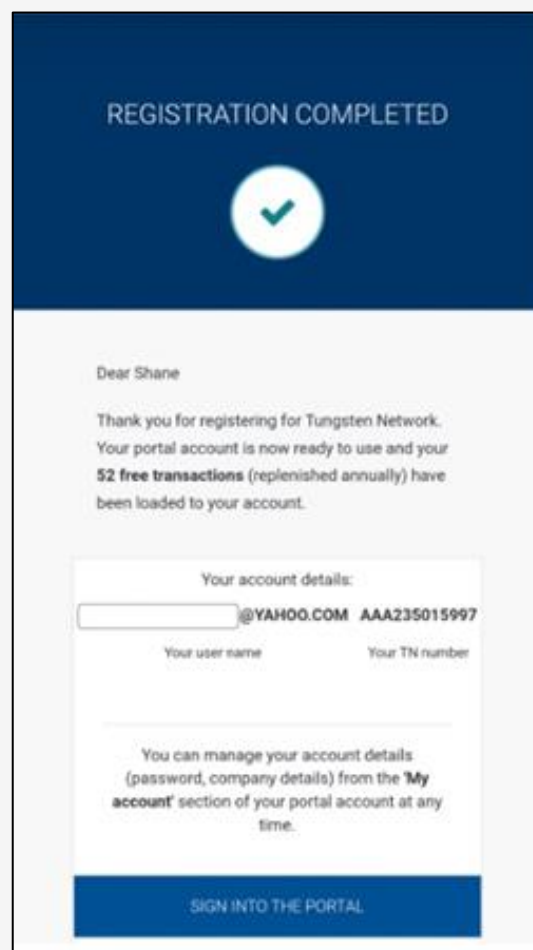 REGISTRATION COMPLETED
Dear Shane
Thank you for registering for Tungsten Network.
Your portal account is now ready to use and your
52 free transactions (replenished annually) have
been loaded to your account.
Your account details:
@YAHOO.COM AAA235015997
Your user name Your TN number
You can manage your account details
(password, company details) from the 'My
account' section of your portal account at any
time.
SIGN INTO THE PORTAL